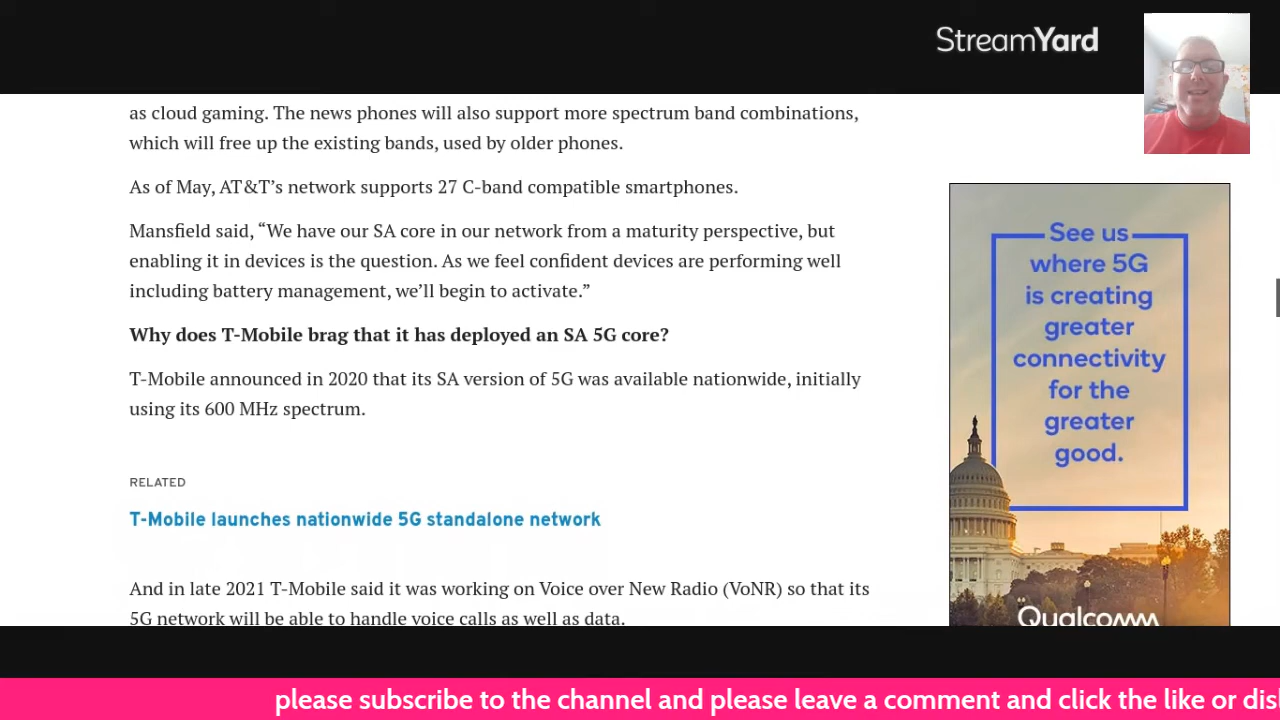 StreamYard
as cloud gaming. The news phones will also support more spectrum band combinations,
which will free up the existing bands, used by older phones.
As of May, AT&T’s network supports 27 C-band compatible smartphones.
Mansfield said, “We have our SA core in our network from a maturity perspective, but
enabling it in devices is the question. As we feel confident devices are performing well
including battery management, we’ll begin to activate.”
Why does T-Mobile brag that it has deployed an SA 5G core?
T-Mobile announced in 2020 that its SA version of 5G was available nationwide, initially
using its 600 MHz spectrum.
RELATED
T-Mobile launches nationwide 5G standalone network
And in late 2021 T-Mobile said it was working on Voice over New Radio (VoNR) so that its
5G network will be able to handle voice calls as well as data.
See us
where 5G
is creating
greater
connectivity
for the
greater
good.
Qualcomm
please subscribe to the channel and please leave a comment and click the like or dis